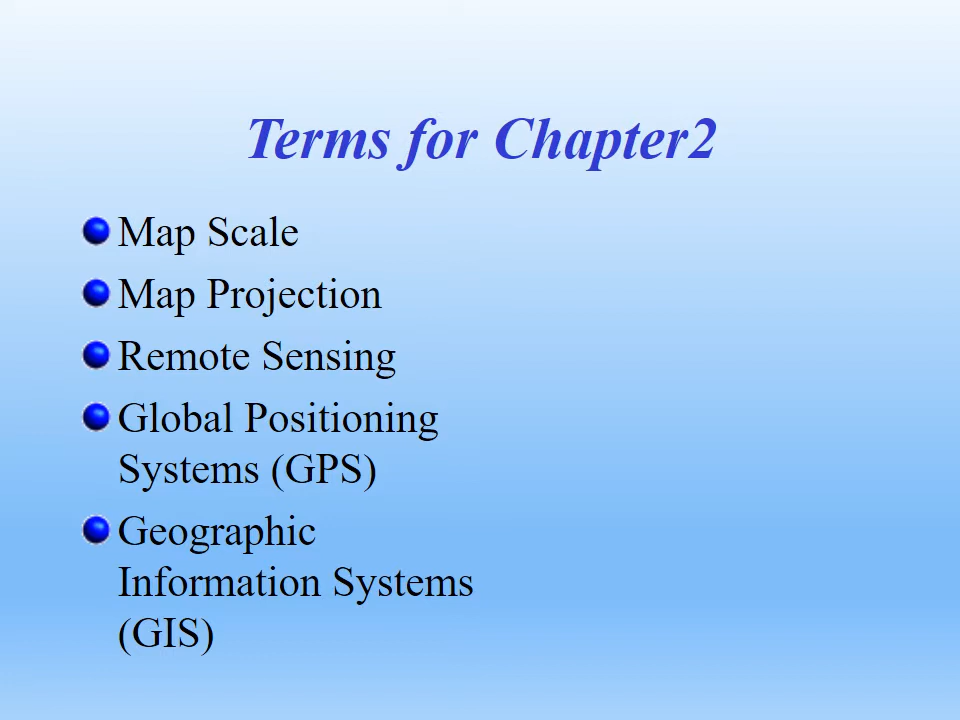 Terms for Chapter2
Map Scale
Map Projection
Remote Sensing
Global Positioning
Systems (GPS)
Geographic
Information Systems
(GIS)